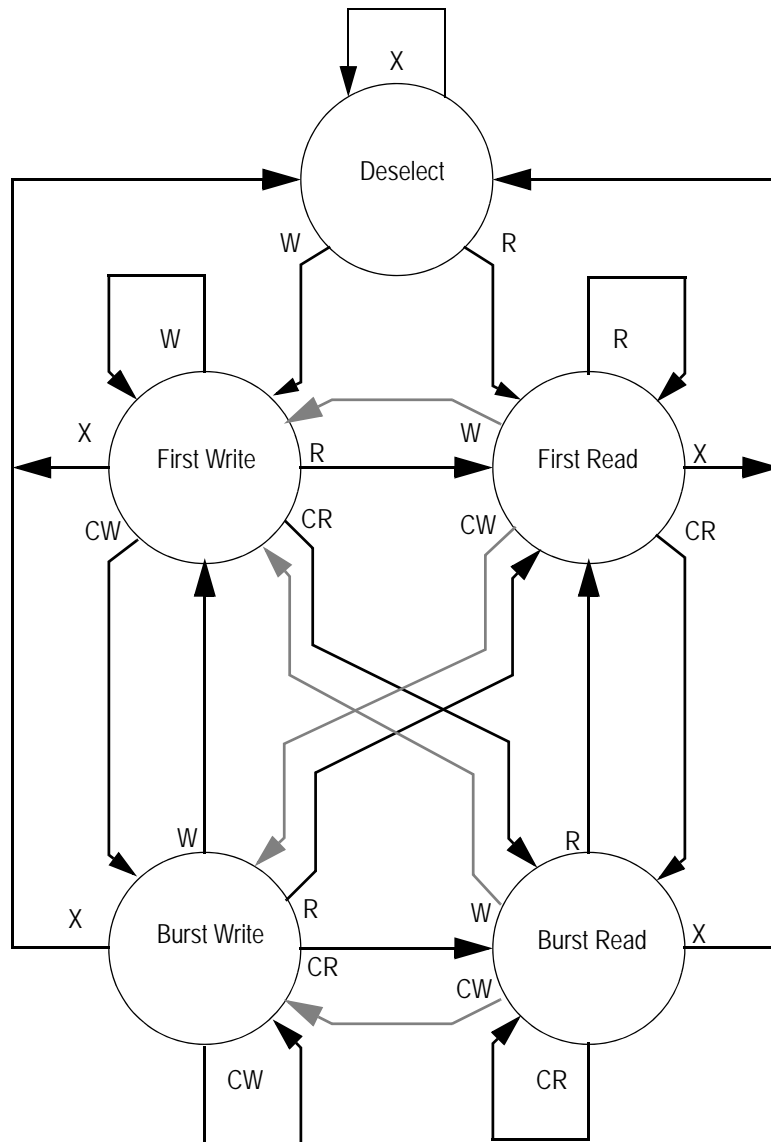 X
Deselect
W
R
W
R
X
W
First Write
R
First Read
X
CW
CR
CW
CR
W
R
X
R
W
X
Burst Write
Burst Read
CR
CW
CW
CR